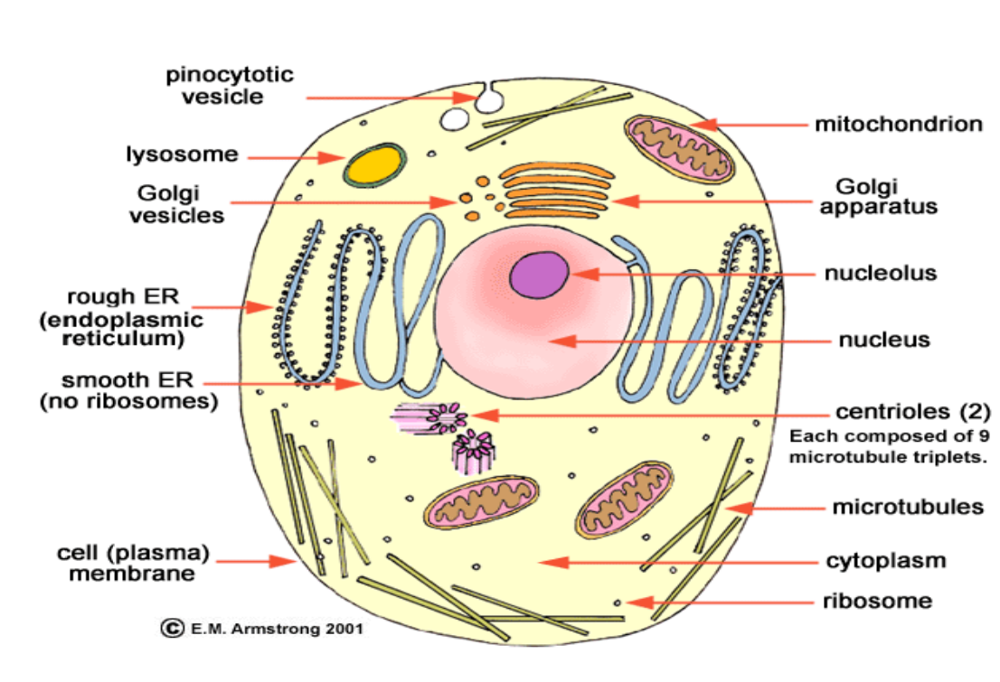 pinocytotic
vesicle
mitochondrion
lysosome
Golgi
vesicles
Golgi
apparatus
nucleolus
rough ER
(endoplasmic
reticulum)
nucleus
smooth ER
(no ribosomes)
centrioles (2)
Each composed of 9
microtubule triplets.
microtubules
cell (plasma)
membrane
cytoplasm
ribosome
© E.M. Armstrong 2001